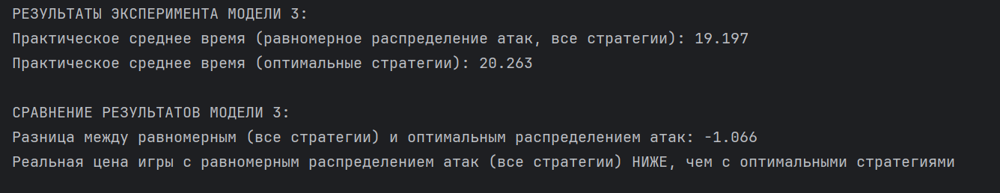 РЕЗУЛЬТАТЫ ЭКСПЕРИМЕНТА МОДЕЛИ 3:
Практическое среднее время (равномерное распределение атак, все стратегии): 19.197
Практическое среднее время (оптимальные стратегии): 20.263
СРАВНЕНИЕ РЕЗУЛЬТАТОВ МОДЕЛИ 3:
Разница между равномерным (все стратегии) и оптимальным распределением атак: -1.066
Реальная цена игры с равномерным распределением атак (все стратегии) НИЖЕ, чем с оптимальными стратегиями